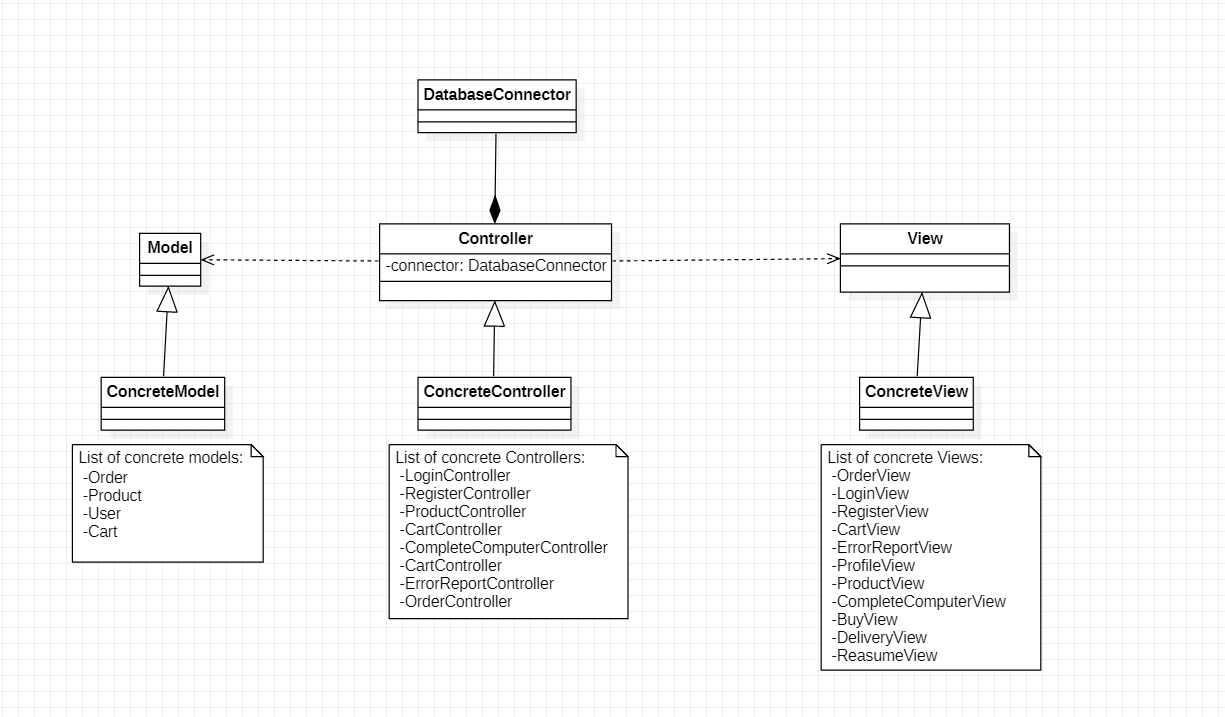 DatabaseConnector
Model
Controller
-connector: DatabaseConnector
View
ConcreteModel
ConcreteController
ConcreteView
List of concrete models:
-Order
-Product
-User
-Cart
List of concrete Controllers:
-LoginController
-RegisterController
-ProductController
-CartController
-CompleteComputerController
-CartController
-ErrorReportController
-OrderController
List of concrete Views:
-OrderView
-LoginView
-RegisterView
-CartView
-ErrorReportView
-ProfileView
-ProductView
-CompleteComputerView
-BuyView
-DeliveryView
-ReasumeView